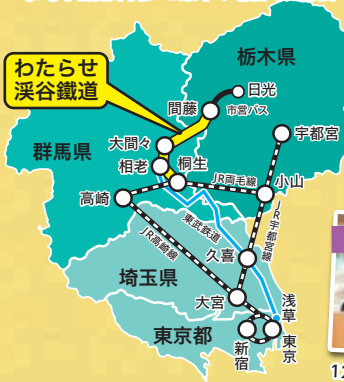 栃木県
わたらせ
渓谷鐵道
日光
間藤
市営バス
宇都宮
大間々
群馬県
相老
桐生
JR両毛線
小山
高崎
JR宇都宮線
東武鉄道
JR高崎線
久喜
埼玉県
大宮
浅草
東京都
新宿
東京